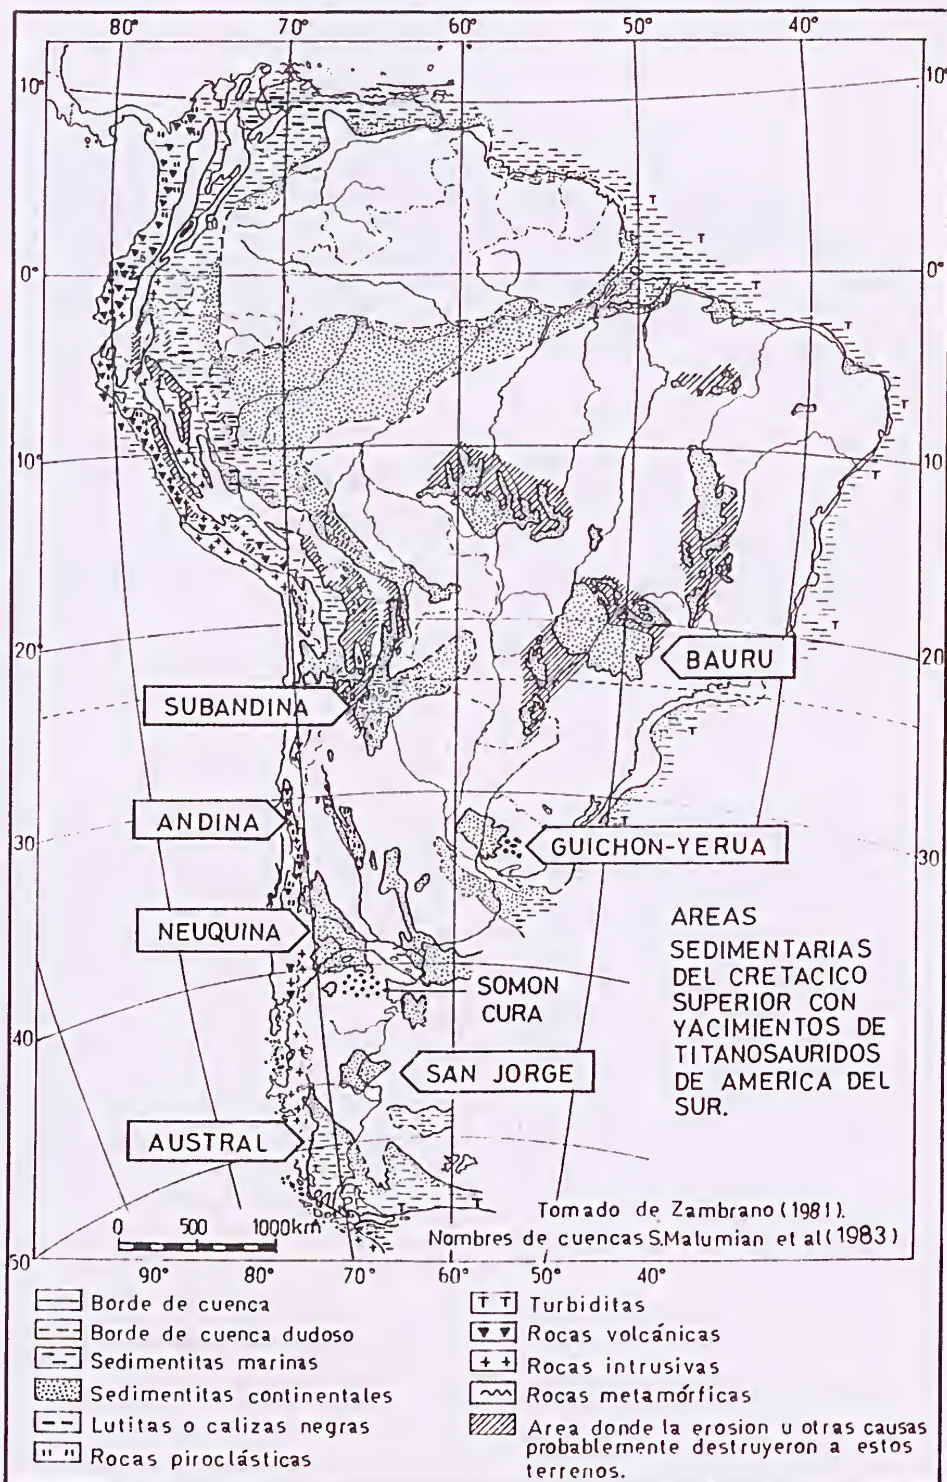 80° 70° 60° 50° 40°
10° 10°
0° 0°
10° 10
20° 20
30 30
40
50
BAURU
SUBANDINA
ANDINA
GUICHON-YERUA
NEUQUINA
SOMON
CURA
SAN JORGE
AUSTRAL
AREAS
SEDIMENTARIAS
DEL CRETACICO
SUPERIOR CON
YACIMIENTOS DE
TITANOSAURIDOS
DE AMERICA DEL
SUR.
Tomado de Zambrano (1981).
Nombres de cuencas S.Malumian et al (1983)
0 500 1000km
90° 80° 70° 60° 50° 40°
Borde de cuenca
Borde de cuenca dudoso
Sedimentitas marinas
Sedimentitas continentales
Lutitas o calizas negras
Rocas piroclásticas
T T Turbiditas
Rocas volcánicas
Rocas intrusivas
Rocas metamórficas
Area donde la erosion u otras causas
probablemente destruyeron a estos
terrenos.